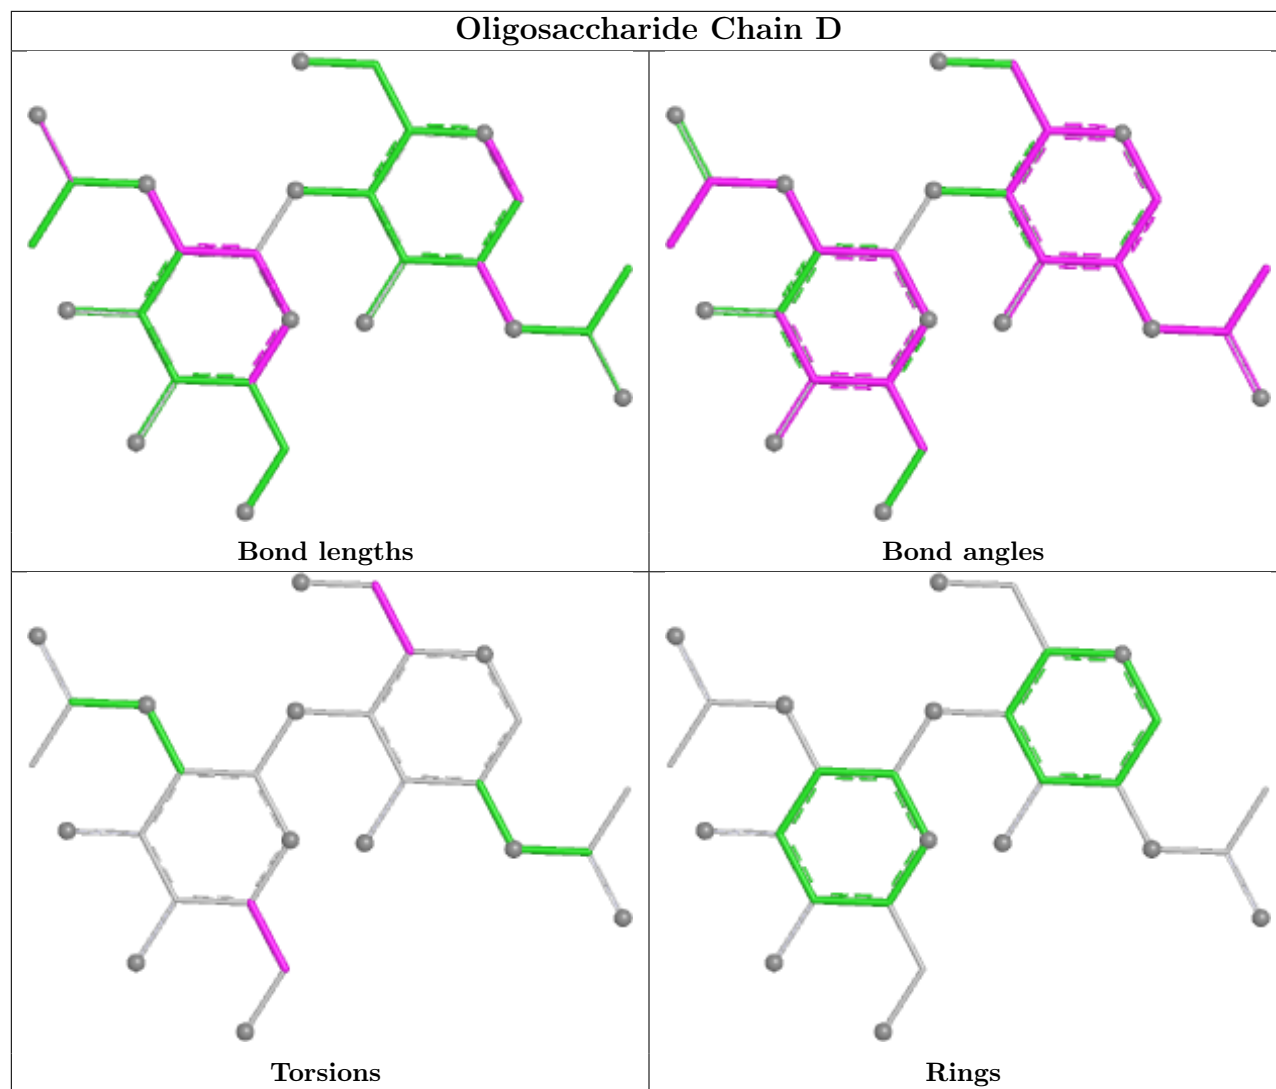 Oligosaccharide Chain D
Bond lengths
Bond angles
Torsions
Rings